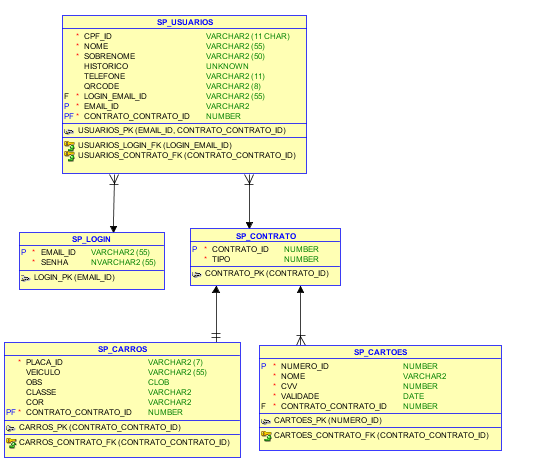 SP_USUARIOS
* CPF_ID VARCHAR2 (11 CHAR)
* NOME VARCHAR2 (55)
* SOBRENOME VARCHAR2 (50)
HISTORICO UNKNOWN
TELEFONE VARCHAR2 (11)
QRCODE VARCHAR2 (8)
F * LOGIN_EMAIL_ID VARCHAR2 (55)
P * EMAIL_ID VARCHAR2
PF * CONTRATO_CONTRATO_ID NUMBER
USUARIOS_PK (EMAIL_ID, CONTRATO_CONTRATO_ID)
USUARIOS_LOGIN_FK (LOGIN_EMAIL_ID)
USUARIOS_CONTRATO_FK (CONTRATO_CONTRATO_ID)
SP_LOGIN
P * EMAIL_ID VARCHAR2 (55)
* SENHA NVARCHAR2 (55)
LOGIN_PK (EMAIL_ID)
SP_CONTRATO
P * CONTRATO_ID NUMBER
* TIPO NUMBER
CONTRATO_PK (CONTRATO_ID)
SP_CARROS
* PLACA_ID VARCHAR2 (7)
VEICULO VARCHAR2 (55)
OBS CLOB
CLASSE VARCHAR2
COR VARCHAR2
PF * CONTRATO_CONTRATO_ID NUMBER
CARROS_PK (CONTRATO_CONTRATO_ID)
CARROS_CONTRATO_FK (CONTRATO_CONTRATO_ID)
SP_CARTOES
P * NUMERO_ID NUMBER
* NOME VARCHAR2
* CVV NUMBER
* VALIDADE DATE
F * CONTRATO_CONTRATO_ID NUMBER
CARTOES_PK (NUMERO_ID)
CARTOES_CONTRATO_FK (CONTRATO_CONTRATO_ID)